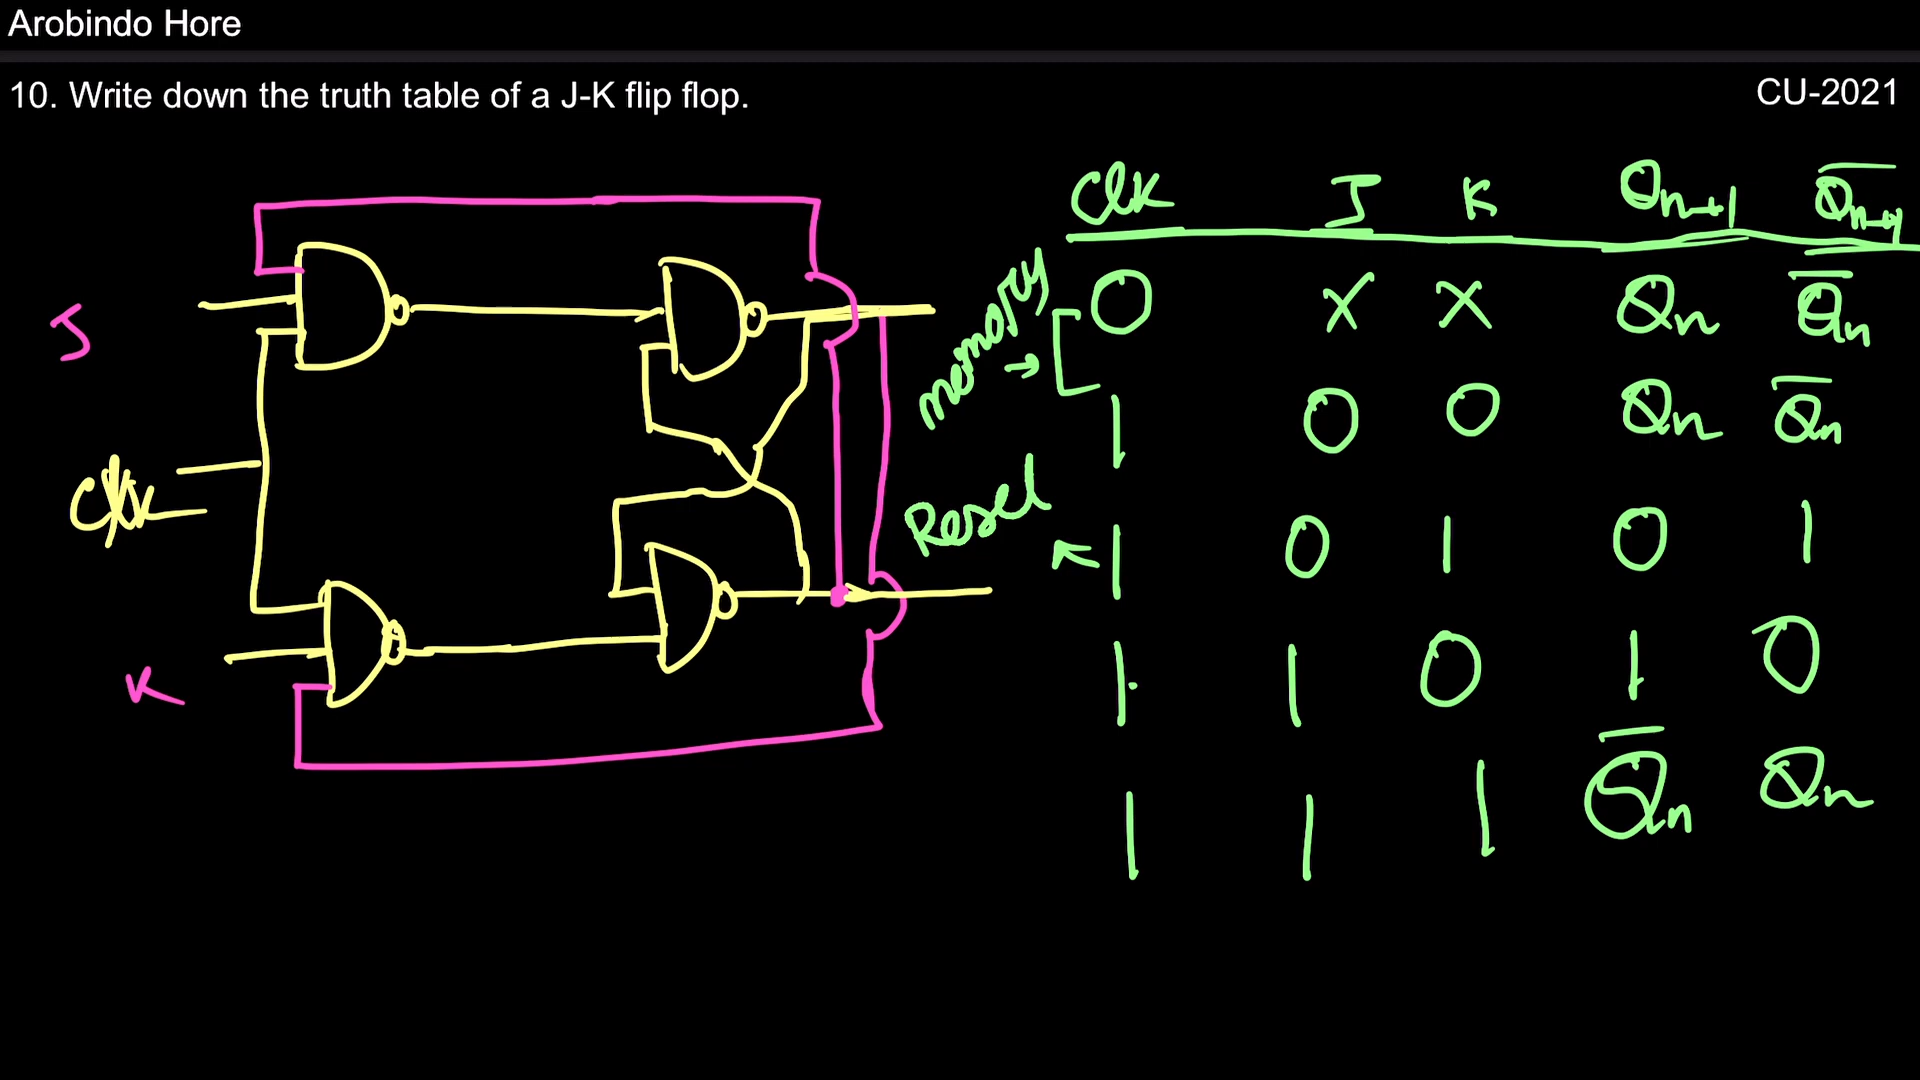 Arobindo Hore
10. Write down the truth table of a J-K flip flop.
CU-2021
J
Clk
K
Clk J K Qn+1 Q̅n+1
memory
0 X X Qn Q̅n
1 0 0 Qn Q̅n
Reset
1 0 1 0 1
1 1 0 1 0
1 1 1 Q̅n Qn